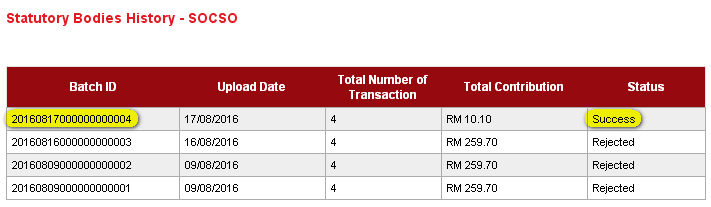 Statutory Bodies History - SOCSO
Batch ID Upload Date Total Number of Transaction Total Contribution Status
20160817000000000004 17/08/2016 4 RM 10.10 Success
20160816000000000003 16/08/2016 4 RM 259.70 Rejected
20160809000000000002 09/08/2016 4 RM 259.70 Rejected
20160809000000000001 09/08/2016 4 RM 259.70 Rejected